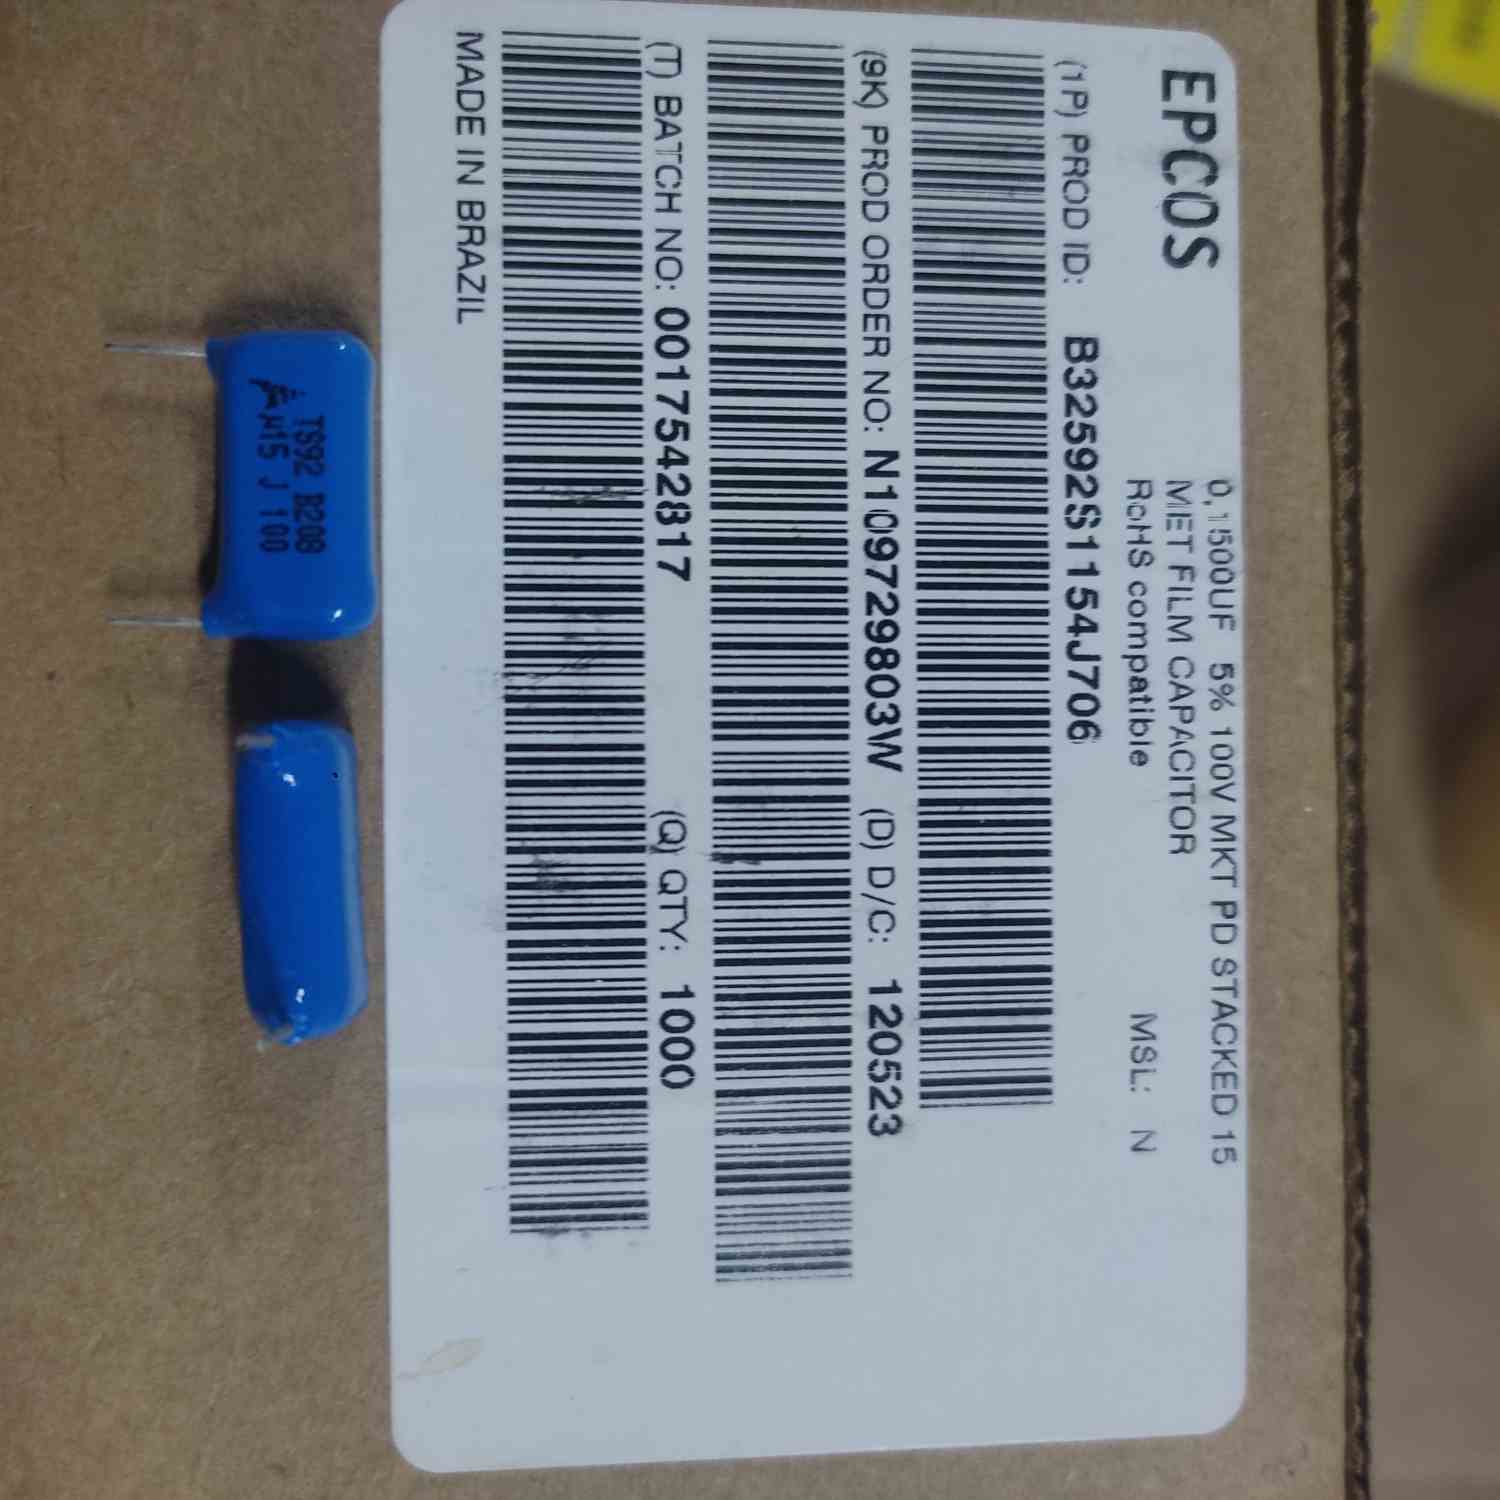 EPCOS
0,1500UF 5% 100V MKT PD STACKED 15
MET FILM CAPACITOR
RoHS compatible MSL: N
(1P) PROD ID: B32592S1154J706
(9K) PROD ORDER NO: N1097298803W (D) D/C: 120523
(T) BATCH NO: 0017542817 (Q) QTY: 1000
MADE IN BRAZIL
TS92 B208
µ15 J 100